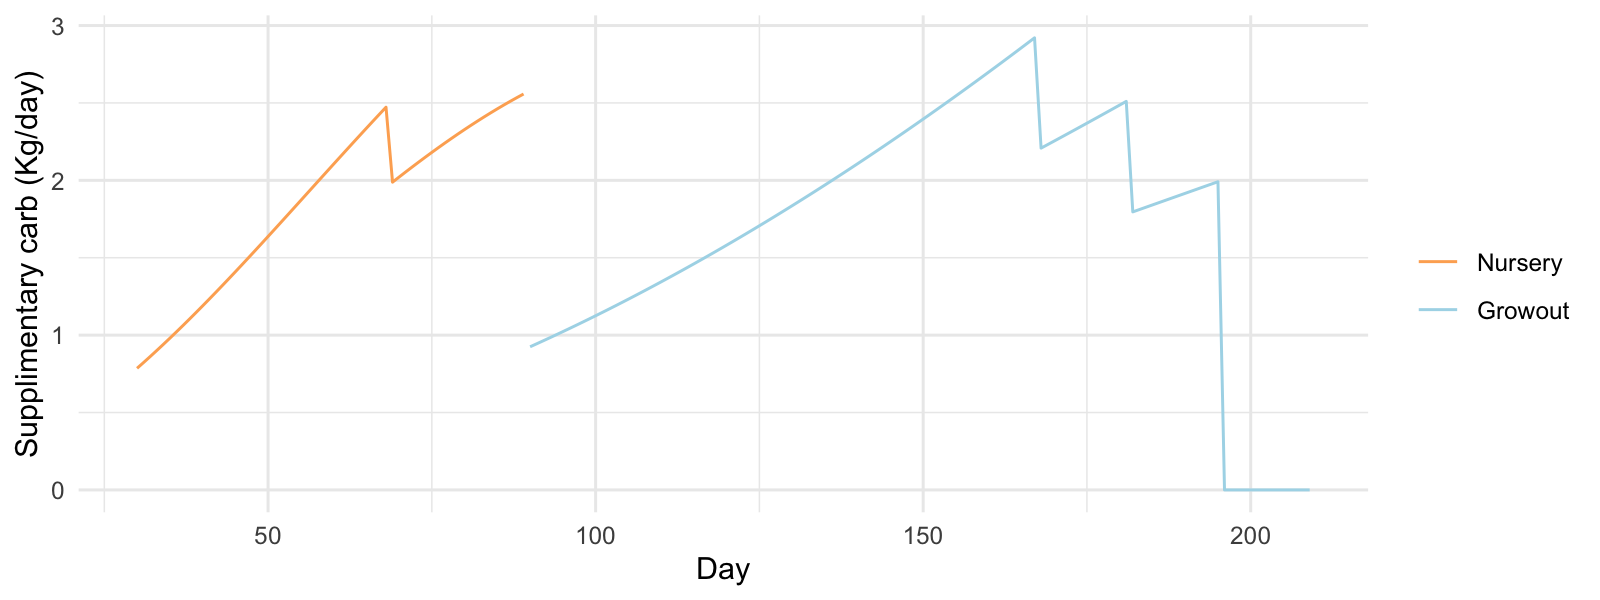 Supplimentary carb (Kg/day)
3
2
1
0
50 100 150 200
Day
Nursery
Growout